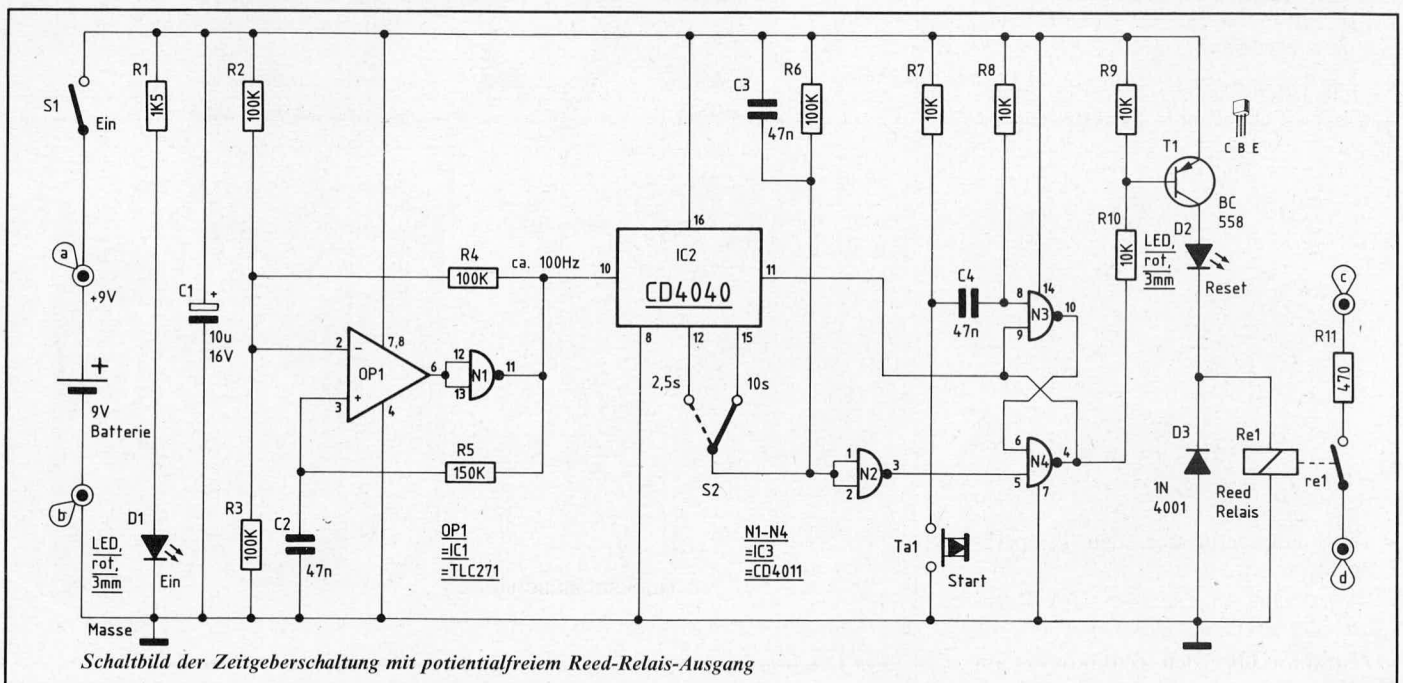 S1
Ein
R1
1K5
R2
100K
C3
47n
R6
100K
R7
10K
R8
10K
R9
10K
C B E
T1
BC
558
a
+9V
C1
+
10u
16V
R4
100K
ca. 100Hz
10
16
IC2
CD4040
11
8
12
15
C4
47n
8
9
14
N3
10
R10
10K
D2
LED,
rot,
3mm
Reset
c
R11
470
+
9V
Batterie
2
−
7,8
OP1
6
+
3
4
12
13
N1
11
2,5s
10s
S2
R5
150K
1
2
N2
3
6
5
N4
4
7
D3
1N
4001
Re1
Reed
Relais
re1
b
D1
LED,
rot,
3mm
Ein
R3
100K
C2
47n
OP1
=IC1
=TLC271
N1-N4
=IC3
=CD4011
Ta1
Start
d
Masse
Schaltbild der Zeitgeberschaltung mit potientialfreiem Reed-Relais-Ausgang